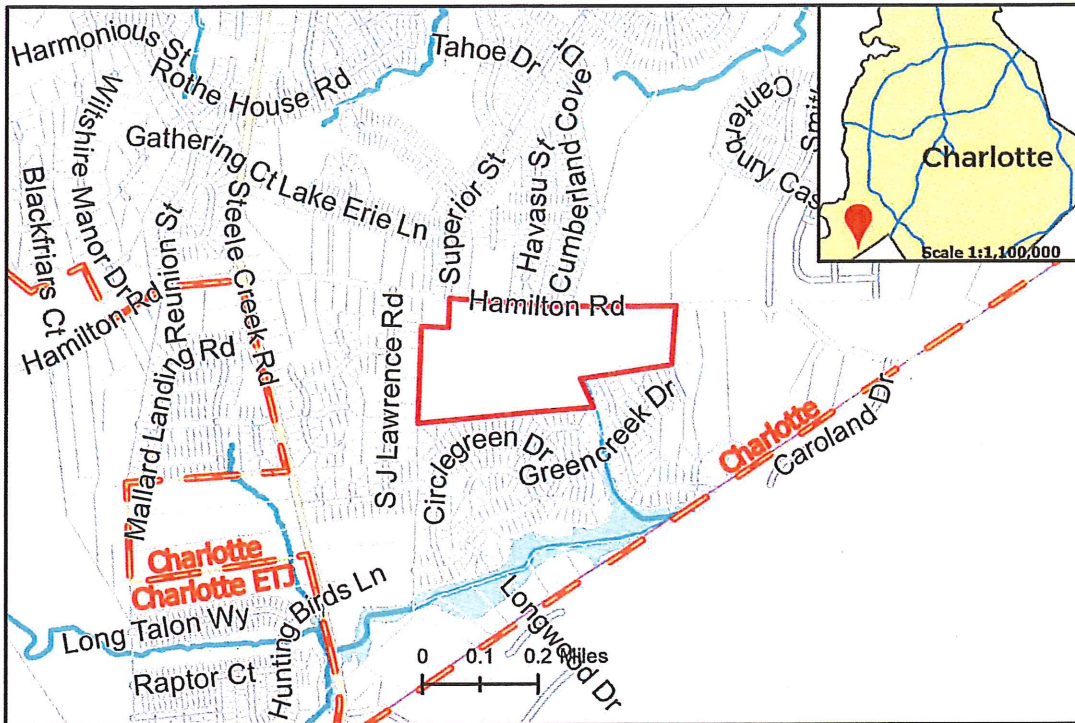 Harmonious St
Rothe House Rd
Tahoe Dr
Cove Dr
Canterbury Cas
Wiltshire Manor Dr
Gathering Ct
Lake Erie Ln
Superior St
Havasu St
Cumberland
Blackfriars Ct
Steele Creek Rd
Reunion St
Hamilton Rd
Hamilton Rd
g Rd
Mallard Landing
S J Lawrence Rd
Circlegreen Dr
Greencreek Dr
Charlotte
Caroland Dr
Charlotte
Charlotte ETJ
Long Talon Wy
Hunting Birds Ln
Longwood Dr
Raptor Ct
0 0.1 0.2 Miles
Charlotte
Scale 1:1,100,000